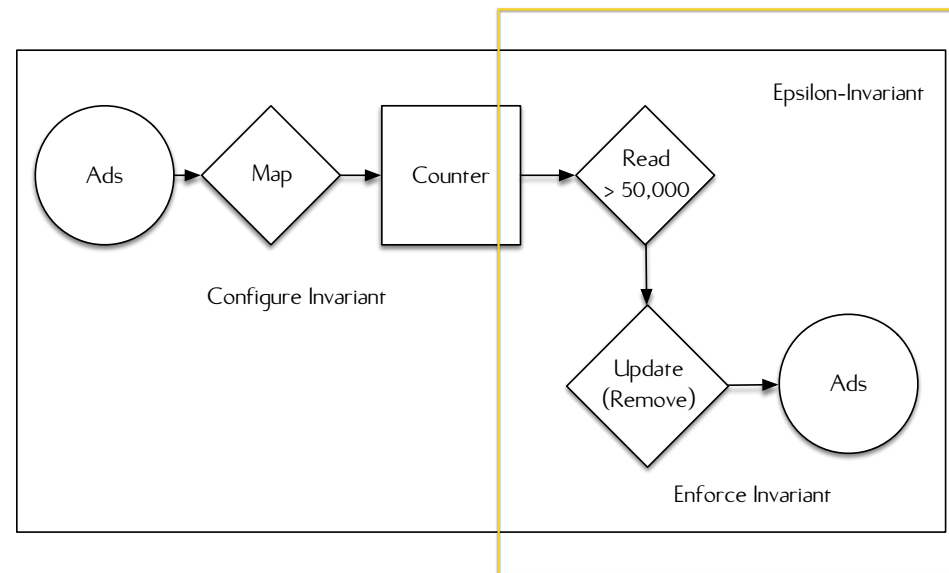 Epsilon-Invariant
Ads
Map
Counter
Read
> 50,000
Configure Invariant
Update
(Remove)
Ads
Enforce Invariant